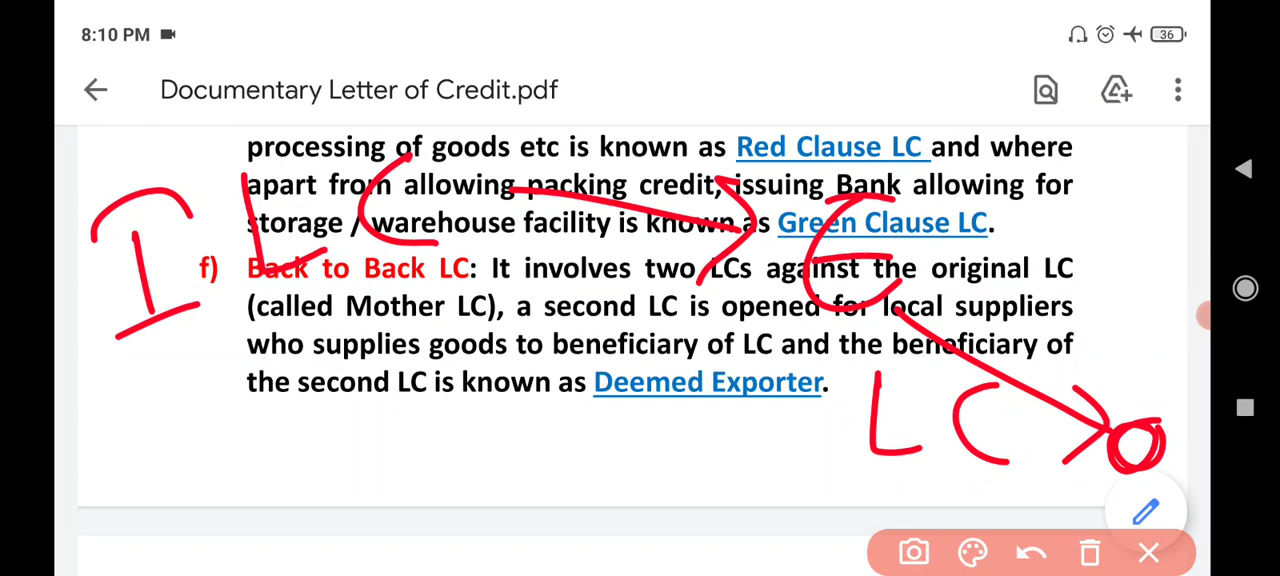 8:10 PM
36
Documentary Letter of Credit.pdf
processing of goods etc is known as Red Clause LC and where
apart from allowing packing credit, issuing Bank allowing for
storage / warehouse facility is known as Green Clause LC.
f) Back to Back LC: It involves two LCs against the original LC
(called Mother LC), a second LC is opened for local suppliers
who supplies goods to beneficiary of LC and the beneficiary of
the second LC is known as Deemed Exporter.
I LC E
LC